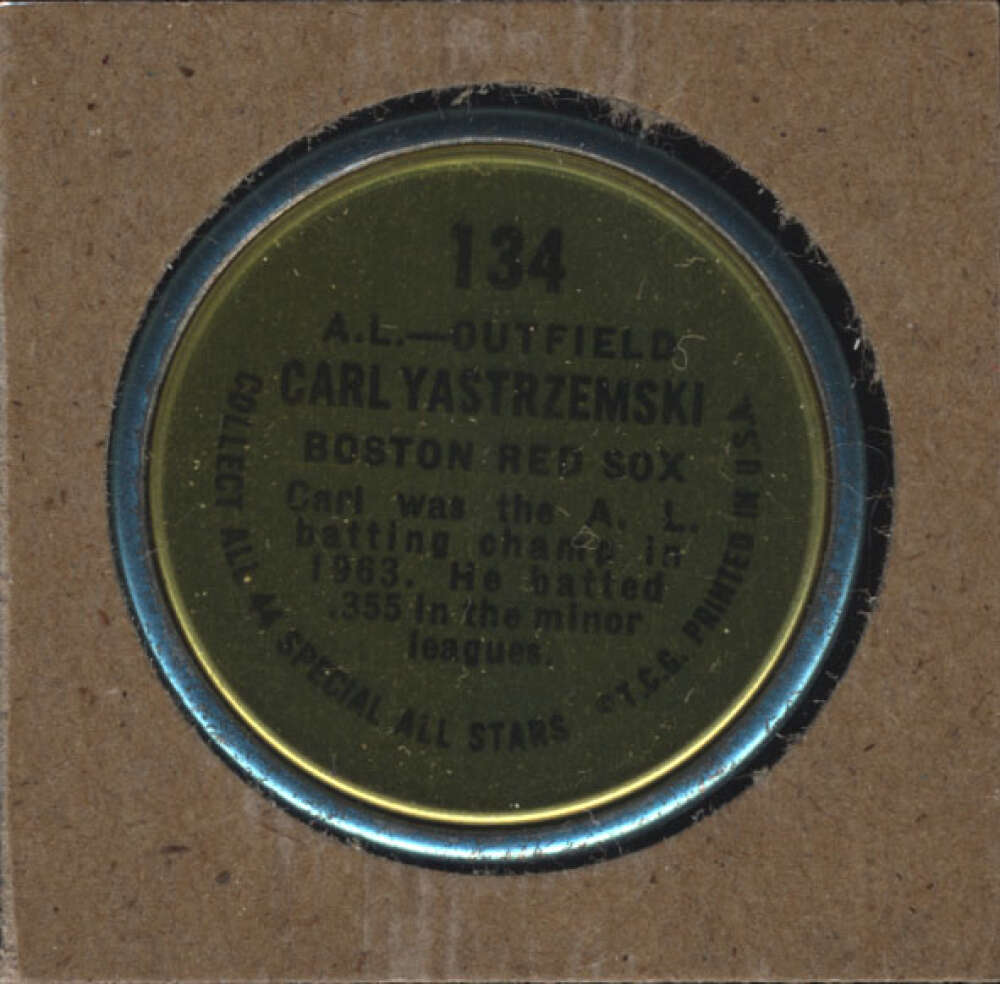 134
A.L.—OUTFIELD
CARL YASTRZEMSKI
BOSTON RED SOX
Carl was the A. L.
batting champ in
1963. He batted
.355 in the minor
leagues.
COLLECT ALL 44 SPECIAL ALL STARS
©T.C.G. PRINTED IN U.S.A.